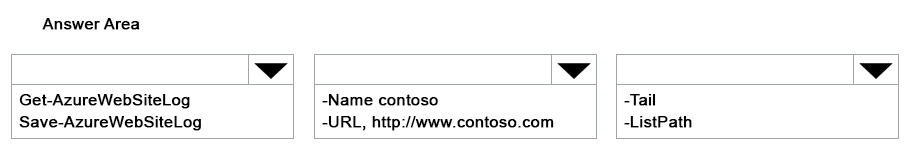 Answer Area
Get-AzureWebSiteLog
Save-AzureWebSiteLog
-Name contoso
-URL, http://www.contoso.com
-Tail
-ListPath